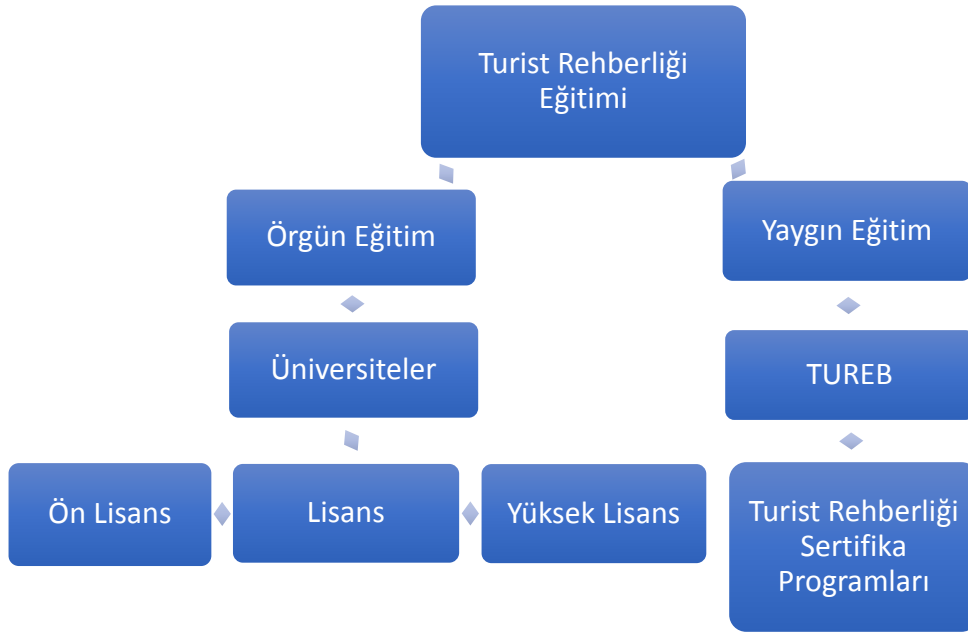 Turist Rehberliği
Eğitimi
Örgün Eğitim
Yaygın Eğitim
Üniversiteler
TUREB
Ön Lisans
Lisans
Yüksek Lisans
Turist Rehberliği
Sertifika
Programları